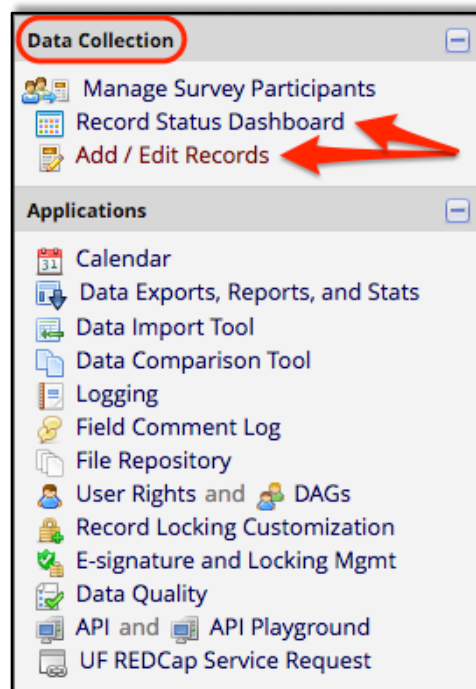 Data Collection
Manage Survey Participants
Record Status Dashboard
Add / Edit Records
Applications
31 Calendar
Data Exports, Reports, and Stats
Data Import Tool
Data Comparison Tool
Logging
Field Comment Log
File Repository
User Rights and DAGs
Record Locking Customization
E-signature and Locking Mgmt
Data Quality
API and API Playground
UF REDCap Service Request